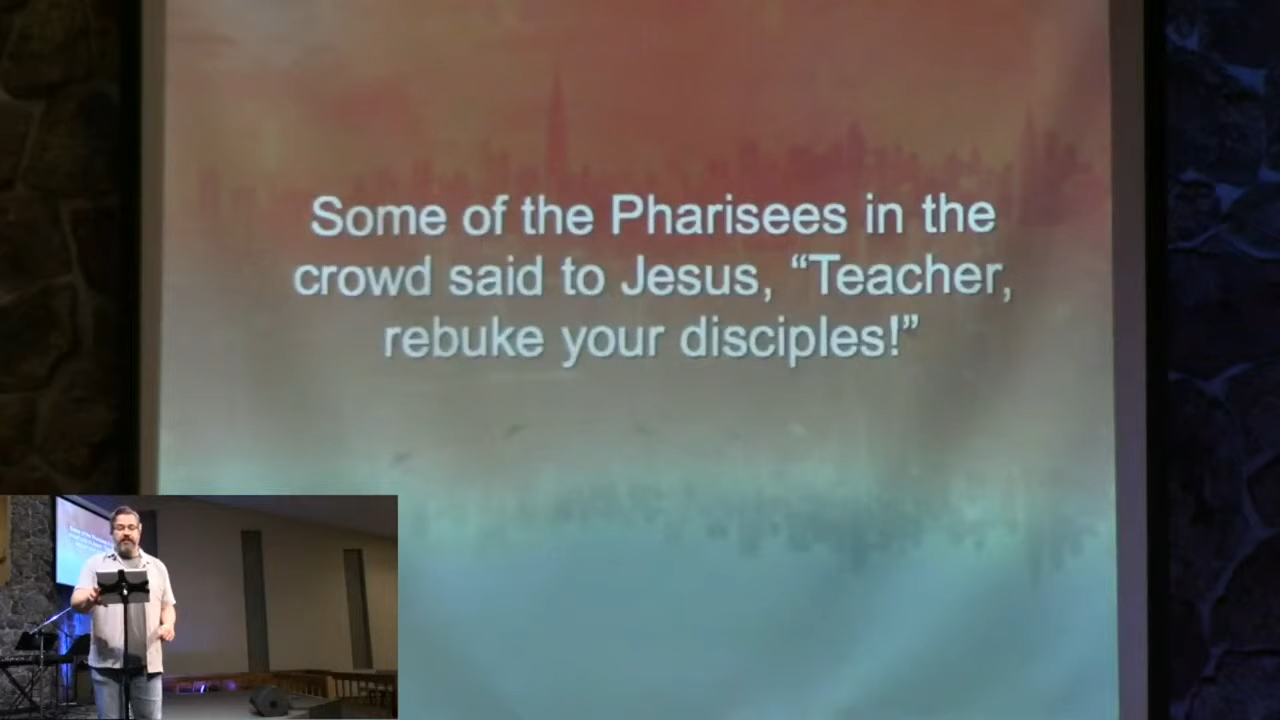 Some of the Pharisees in the
crowd said to Jesus, “Teacher,
rebuke your disciples!”